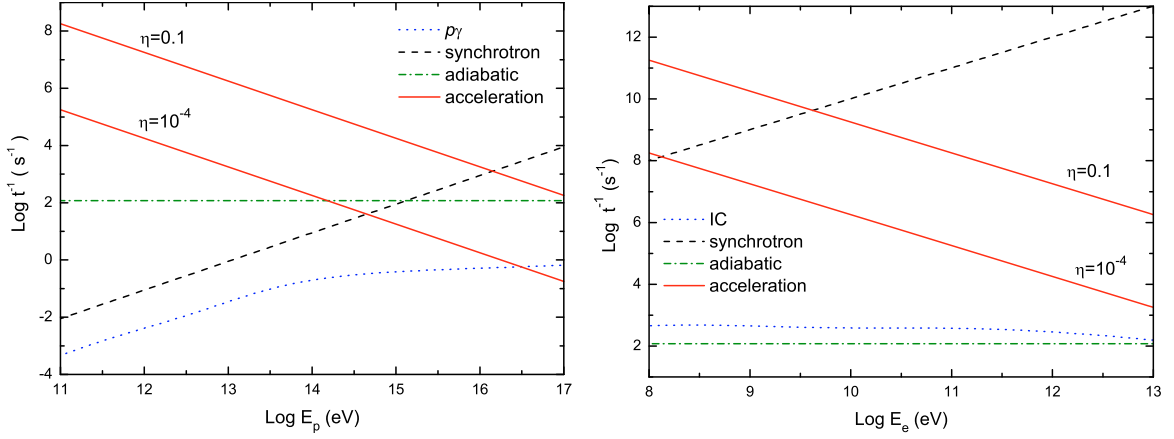 8
6
4
2
0
-2
-4
11
12
13
14
15
16
17
Log t⁻¹ ( s⁻¹)
Log E_p (eV)
η=0.1
η=10⁻⁴
pγ
synchrotron
adiabatic
acceleration
12
10
8
6
4
2
8
9
10
11
12
13
Log t⁻¹ (s⁻¹)
Log E_e (eV)
η=0.1
η=10⁻⁴
IC
synchrotron
adiabatic
acceleration